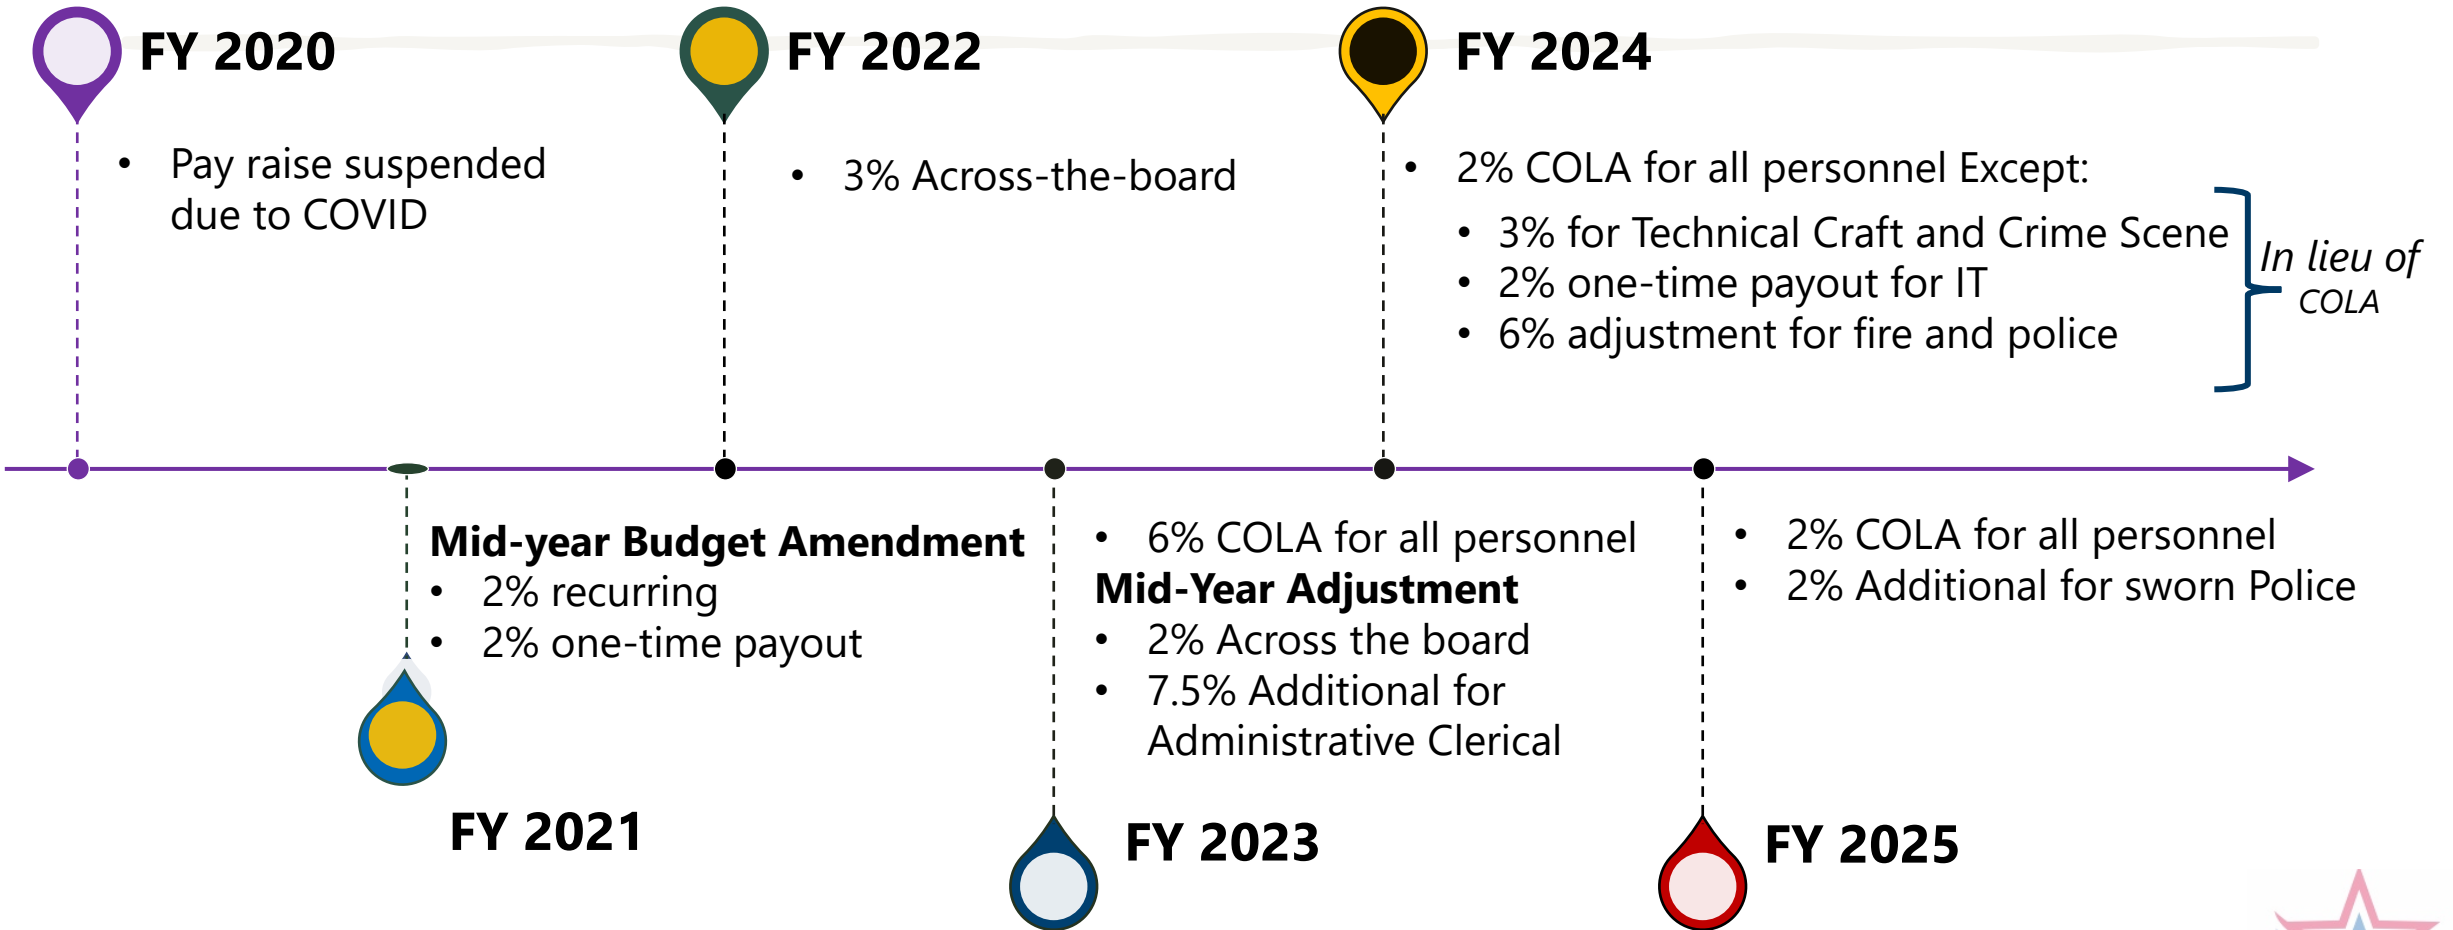 FY 2020
• Pay raise suspended
due to COVID
Mid-year Budget Amendment
• 2% recurring
• 2% one-time payout
FY 2021
FY 2022
• 3% Across-the-board
• 6% COLA for all personnel
Mid-Year Adjustment
• 2% Across the board
• 7.5% Additional for
Administrative Clerical
FY 2023
FY 2024
• 2% COLA for all personnel Except:
• 3% for Technical Craft and Crime Scene
• 2% one-time payout for IT
• 6% adjustment for fire and police
In lieu of
COLA
• 2% COLA for all personnel
• 2% Additional for sworn Police
FY 2025